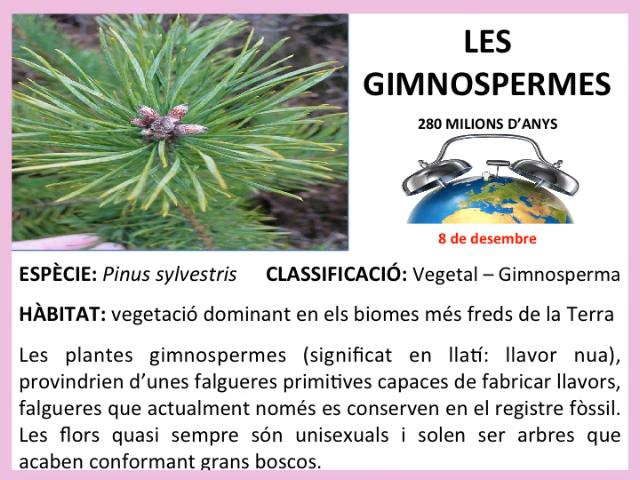 LES
GIMNOSPERMES
280 MILIONS D'ANYS
8 de desembre
ESPÈCIE: Pinus sylvestris CLASSIFICACIÓ: Vegetal – Gimnosperma
HÀBITAT: vegetació dominant en els biomes més freds de la Terra
Les plantes gimnospermes (significat en llatí: llavor nua),
provindrien d'unes falgueres primitives capaces de fabricar llavors,
falgueres que actualment només es conserven en el registre fòssil.
Les flors quasi sempre són unisexuals i solen ser arbres que
acaben conformant grans boscos.